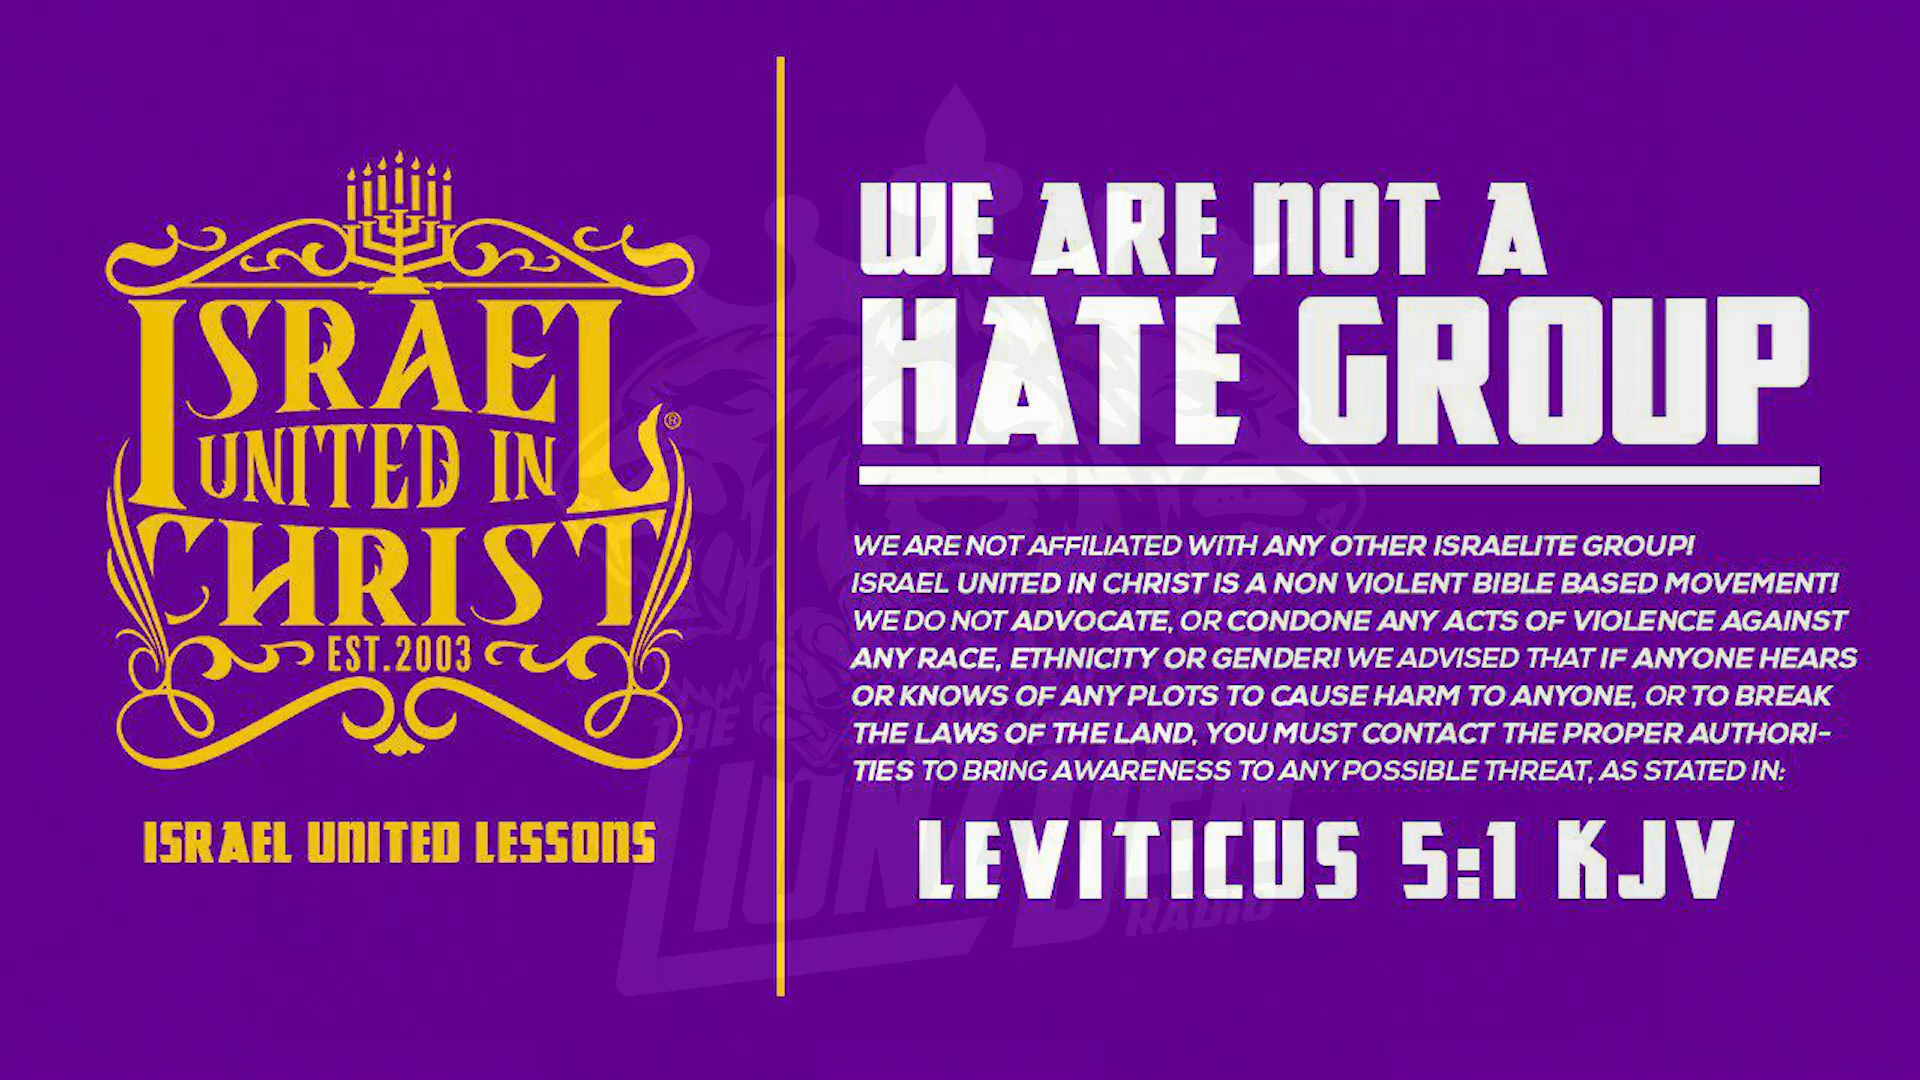 ISRAEL
UNITED IN
CHRIST®
EST.2003
ISRAEL UNITED LESSONS
WE ARE NOT A
HATE GROUP
WE ARE NOT AFFILIATED WITH ANY OTHER ISRAELITE GROUP!
ISRAEL UNITED IN CHRIST IS A NON VIOLENT BIBLE BASED MOVEMENT!
WE DO NOT ADVOCATE, OR CONDONE ANY ACTS OF VIOLENCE AGAINST
ANY RACE, ETHNICITY OR GENDER! WE ADVISED THAT IF ANYONE HEARS
OR KNOWS OF ANY PLOTS TO CAUSE HARM TO ANYONE, OR TO BREAK
THE LAWS OF THE LAND, YOU MUST CONTACT THE PROPER AUTHORI-
TIES TO BRING AWARENESS TO ANY POSSIBLE THREAT, AS STATED IN:
LEVITICUS 5:1 KJV
THE
LIONZ DEN
RADIO